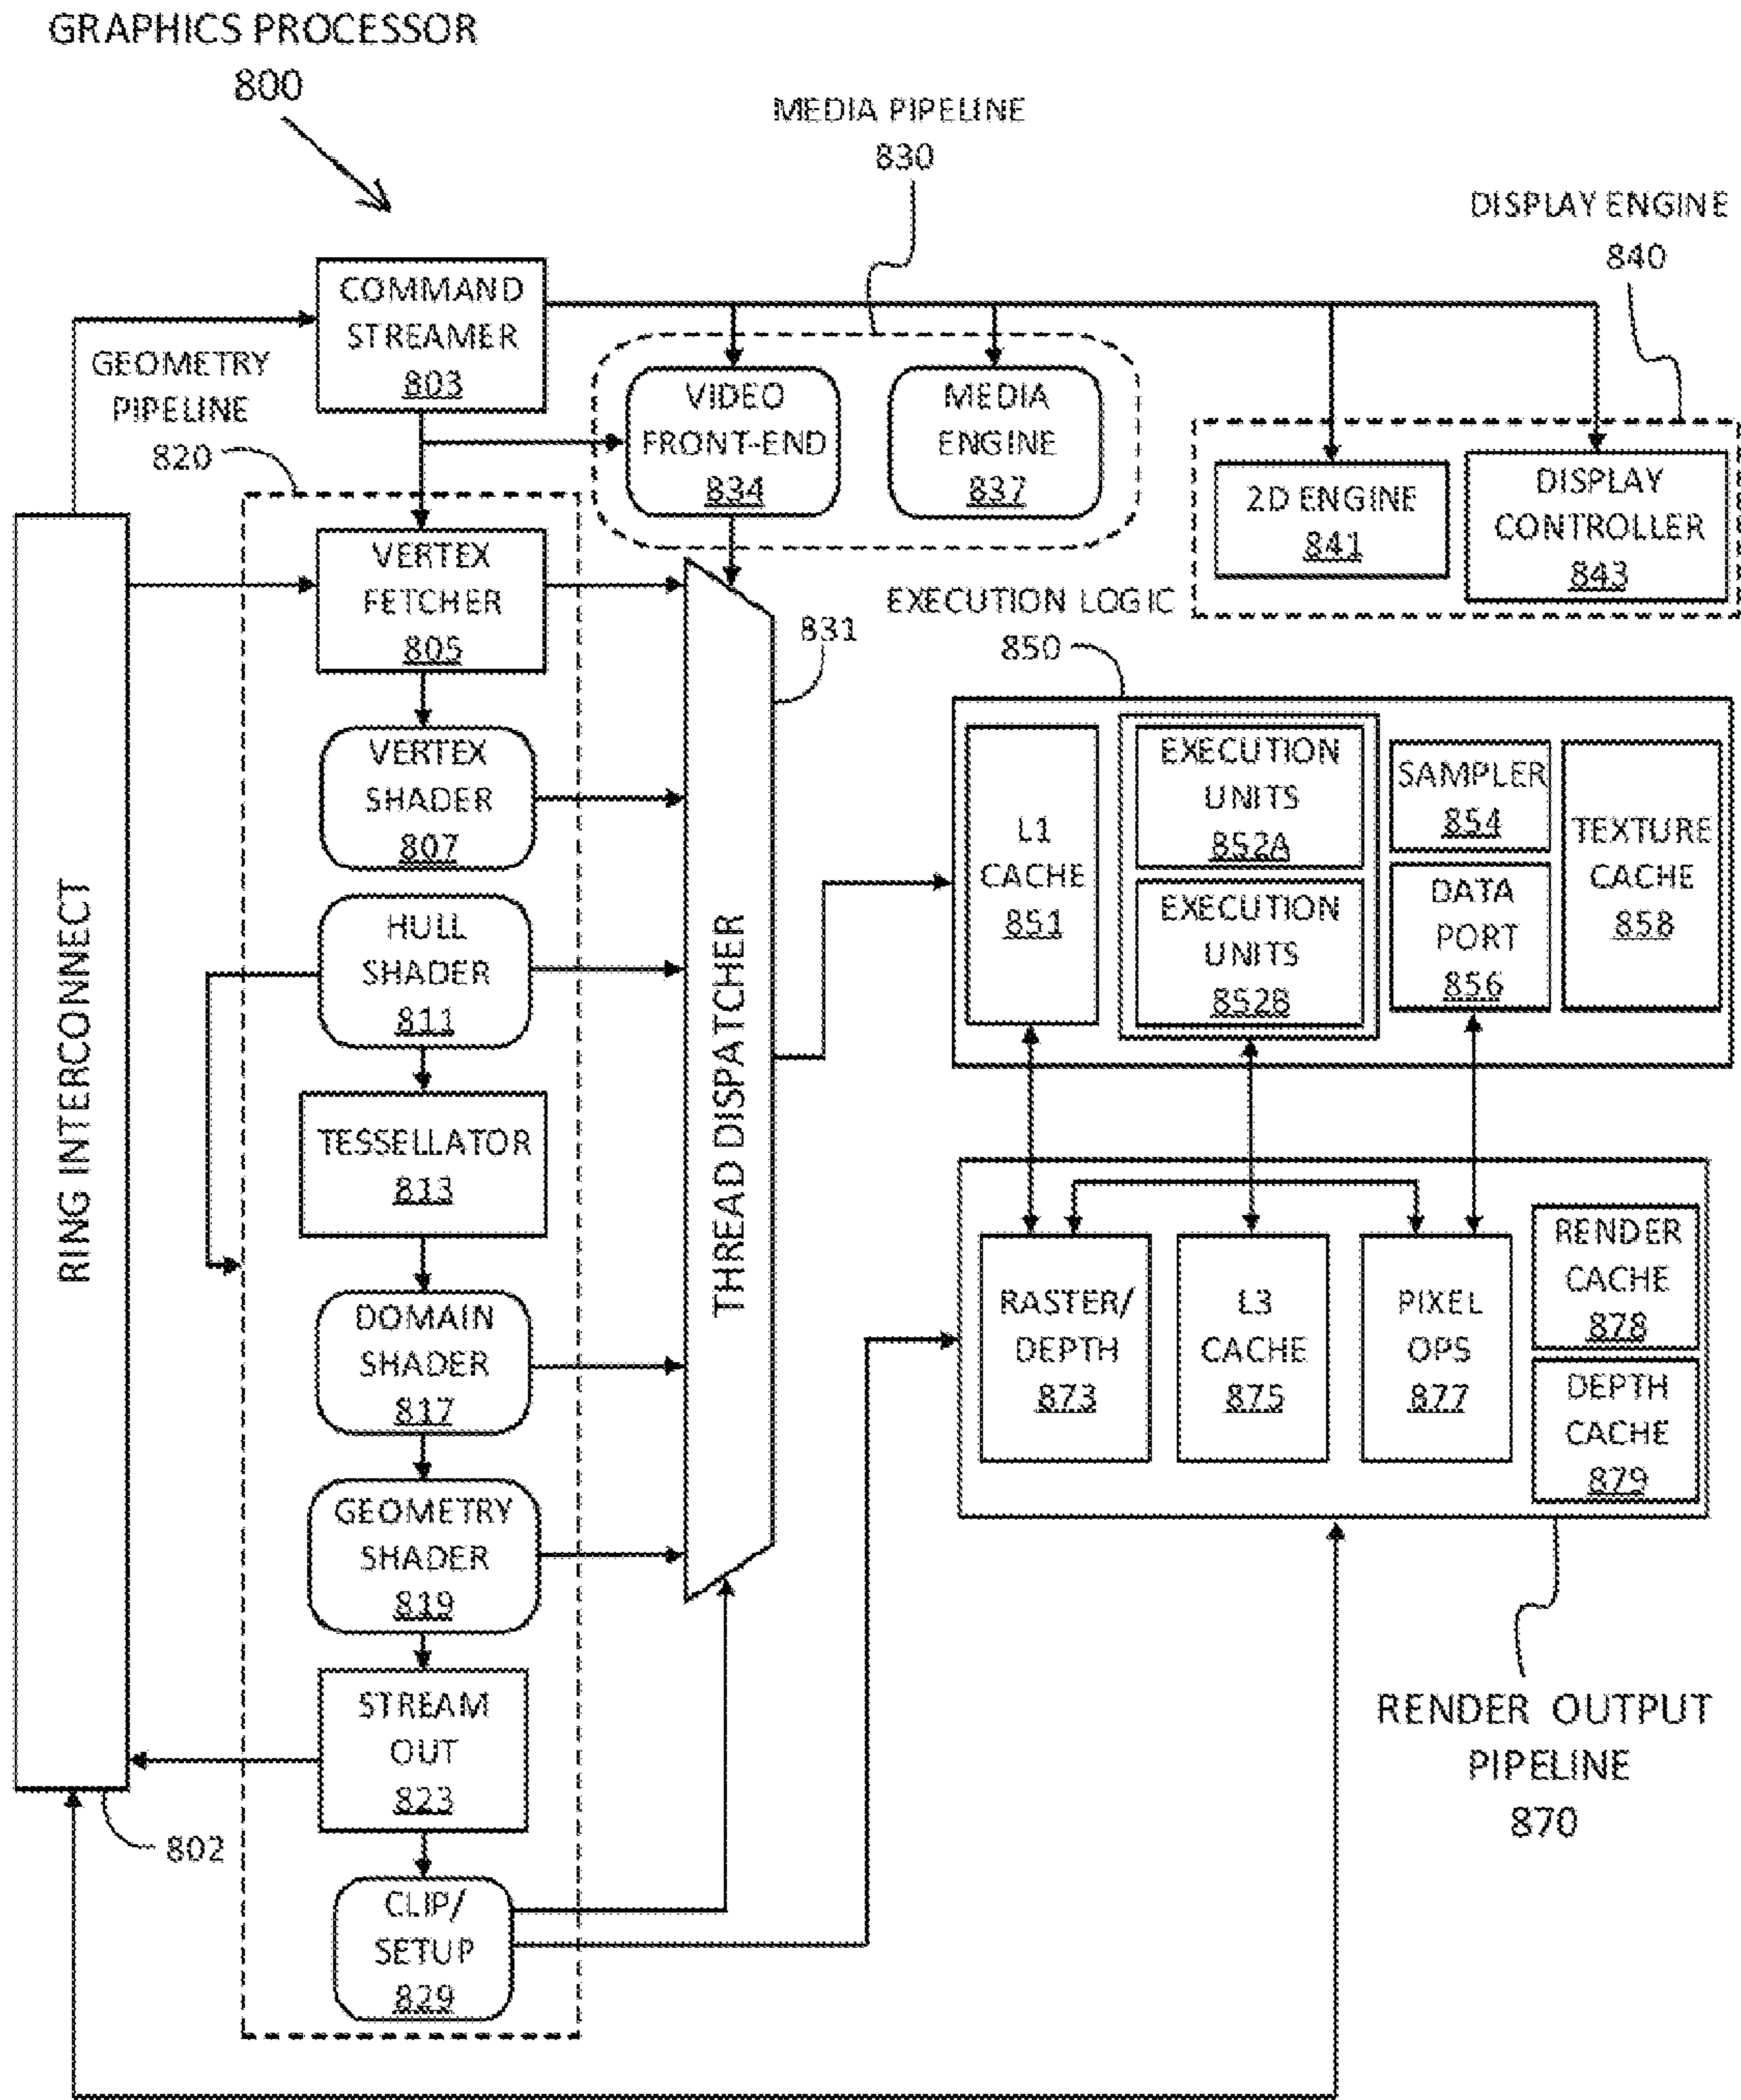 GRAPHICS PROCESSOR
800
MEDIA PIPELINE
830
DISPLAY ENGINE
840
COMMAND
STREAMER
803
GEOMETRY
PIPELINE
820
VIDEO
FRONT-END
834
MEDIA
ENGINE
837
2D ENGINE
841
DISPLAY
CONTROLLER
843
VERTEX
FETCHER
805
EXECUTION LOGIC
850
831
VERTEX
SHADER
807
HULL
SHADER
811
TESSELLATOR
813
DOMAIN
SHADER
817
GEOMETRY
SHADER
819
STREAM
OUT
823
CLIP/
SETUP
829
RING INTERCONNECT
802
THREAD DISPATCHER
L1
CACHE
851
EXECUTION
UNITS
852A
EXECUTION
UNITS
852B
SAMPLER
854
DATA
PORT
856
TEXTURE
CACHE
858
RASTER/
DEPTH
873
L3
CACHE
875
PIXEL
OPS
877
RENDER
CACHE
878
DEPTH
CACHE
879
RENDER OUTPUT
PIPELINE
870